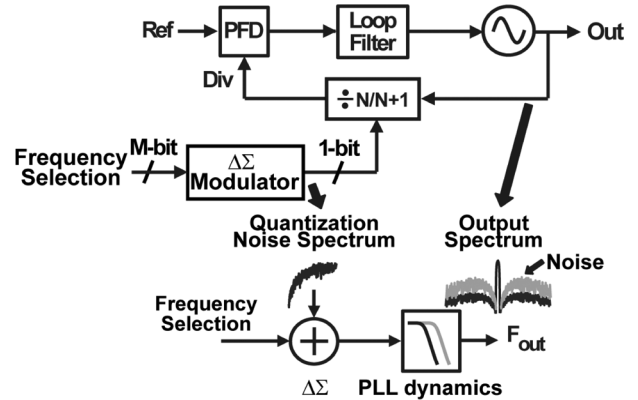 Ref
PFD
Loop
Filter
Out
Div
÷ N/N+1
M-bit
1-bit
Frequency
Selection
ΔΣ
Modulator
Quantization
Noise Spectrum
Output
Spectrum
Noise
Frequency
Selection
+
Fout
ΔΣ
PLL dynamics